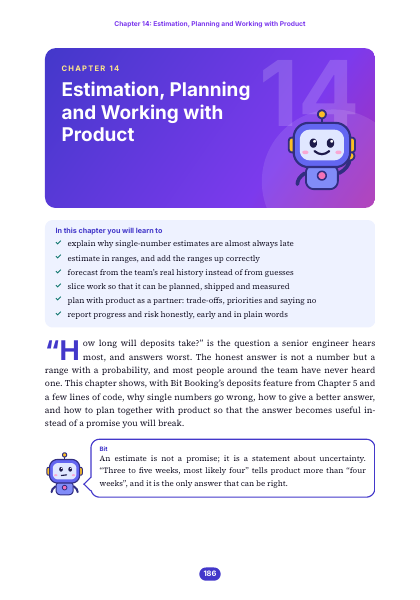 Chapter 14: Estimation, Planning and Working with Product
CHAPTER 14
14
Estimation, Planning
and Working with
Product
In this chapter you will learn to
✓ explain why single-number estimates are almost always late
✓ estimate in ranges, and add the ranges up correctly
✓ forecast from the team's real history instead of from guesses
✓ slice work so that it can be planned, shipped and measured
✓ plan with product as a partner: trade-offs, priorities and saying no
✓ report progress and risk honestly, early and in plain words
“How long will deposits take?” is the question a senior engineer hears
most, and answers worst. The honest answer is not a number but a
range with a probability, and most people around the team have never heard
one. This chapter shows, with Bit Booking’s deposits feature from Chapter 5 and
a few lines of code, why single numbers go wrong, how to give a better answer,
and how to plan together with product so that the answer becomes useful in-
stead of a promise you will break.
Bit
An estimate is not a promise; it is a statement about uncertainty.
“Three to five weeks, most likely four” tells product more than “four
weeks”, and it is the only answer that can be right.
186